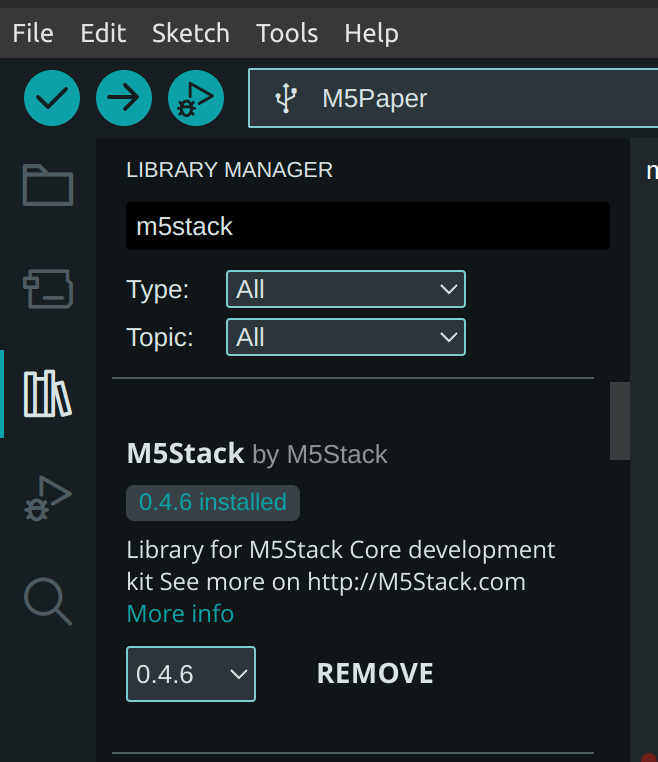 File Edit Sketch Tools Help
M5Paper
LIBRARY MANAGER
m5stack
Type: All
Topic: All
M5Stack by M5Stack
0.4.6 installed
Library for M5Stack Core development
kit See more on http://M5Stack.com
More info
0.4.6 REMOVE